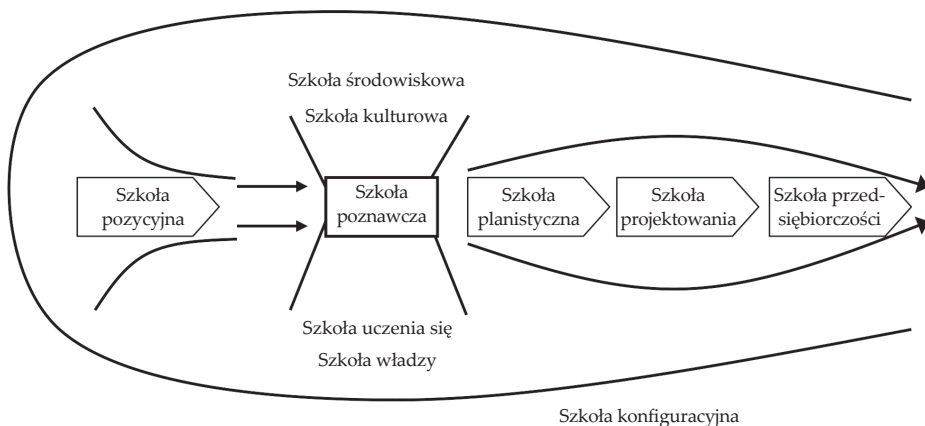 Szkoła środowiskowa
Szkoła kulturowa
Szkoła
pozycyjna
Szkoła
poznawcza
Szkoła
planistyczna
Szkoła
projektowania
Szkoła przed-
siębiorczości
Szkoła uczenia się
Szkoła władzy
Szkoła konfiguracyjna